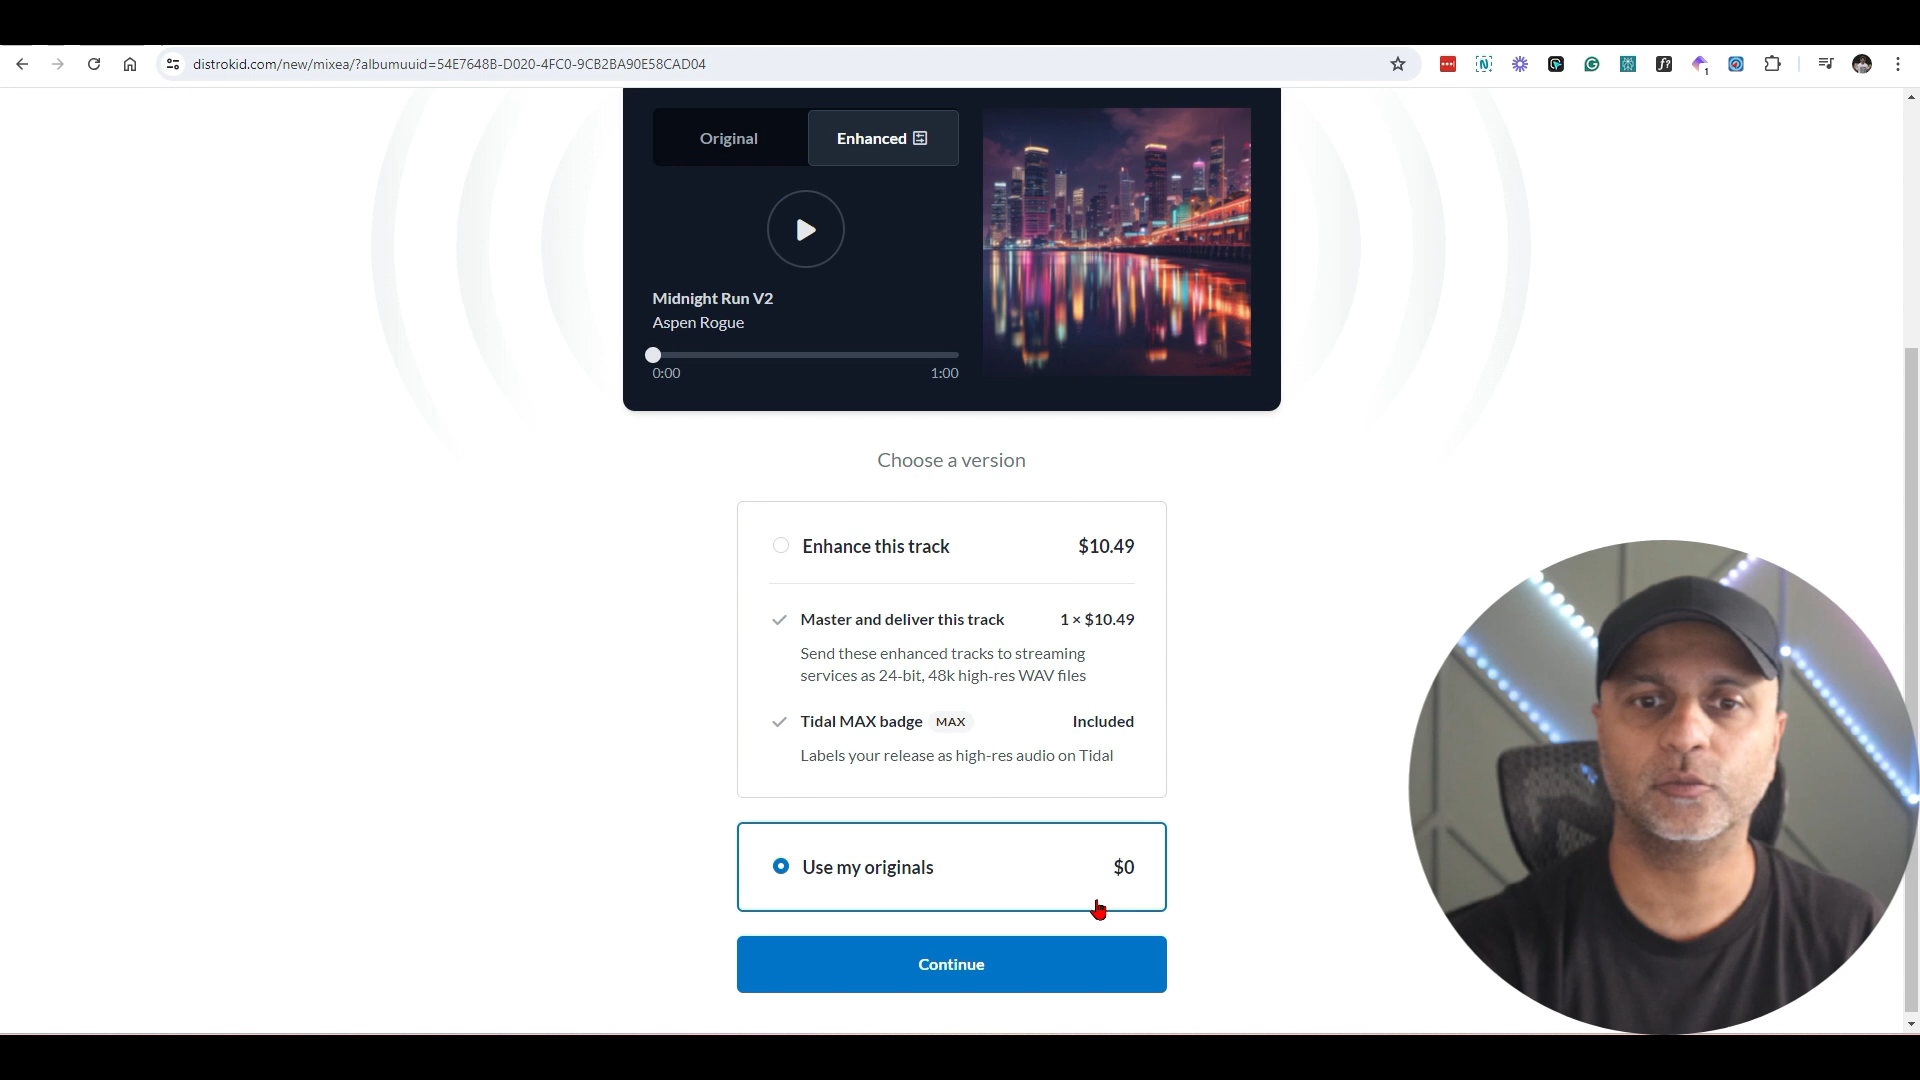 distrokid.com/new/mixea/?albumuuid=54E7648B-D020-4FC0-9CB2BA90E58CAD04
Original
Enhanced
Midnight Run V2
Aspen Rogue
0:00
1:00
Choose a version
Enhance this track $10.49
Master and deliver this track 1 × $10.49
Send these enhanced tracks to streaming
services as 24-bit, 48k high-res WAV files
Tidal MAX badge MAX Included
Labels your release as high-res audio on Tidal
Use my originals $0
Continue